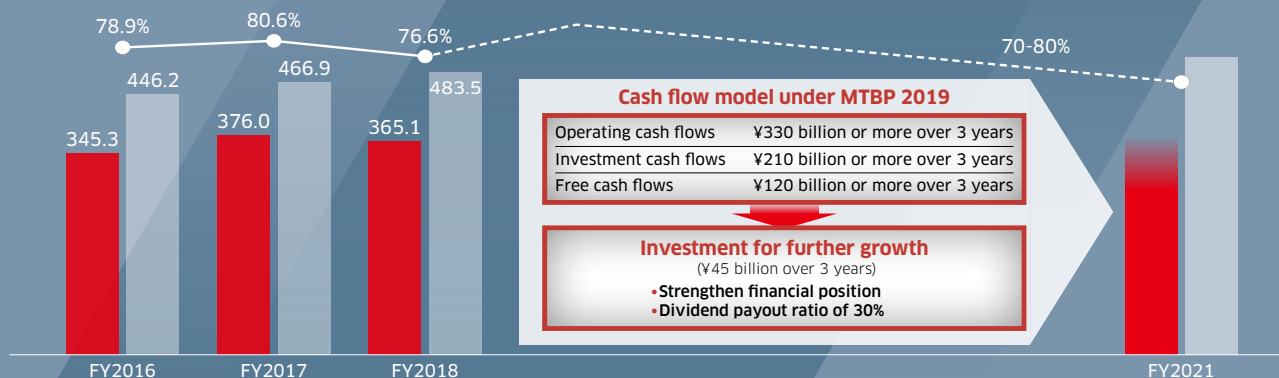 78.9%
80.6%
76.6%
70-80%
446.2
466.9
483.5
345.3
376.0
365.1
Cash flow model under MTBP 2019
Operating cash flows ¥330 billion or more over 3 years
Investment cash flows ¥210 billion or more over 3 years
Free cash flows ¥120 billion or more over 3 years
Investment for further growth
(¥45 billion over 3 years)
•Strengthen financial position
•Dividend payout ratio of 30%
FY2016 FY2017 FY2018 FY2021